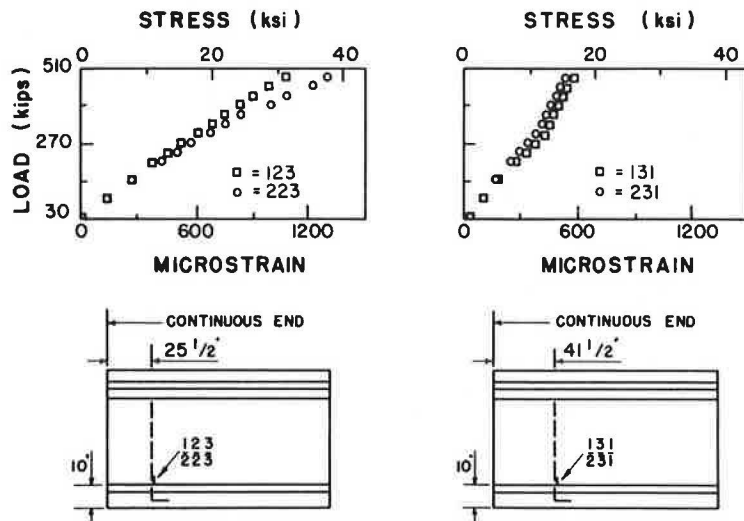 STRESS (ksi)
0 20 40
510
270
30
LOAD (kips)
□ = 123
○ = 223
0 600 1200
MICROSTRAIN
STRESS (ksi)
0 20 40
□ = 131
○ = 231
0 600 1200
MICROSTRAIN
CONTINUOUS END
25 1/2"
123
223
10"
CONTINUOUS END
41 1/2"
131
231
10"